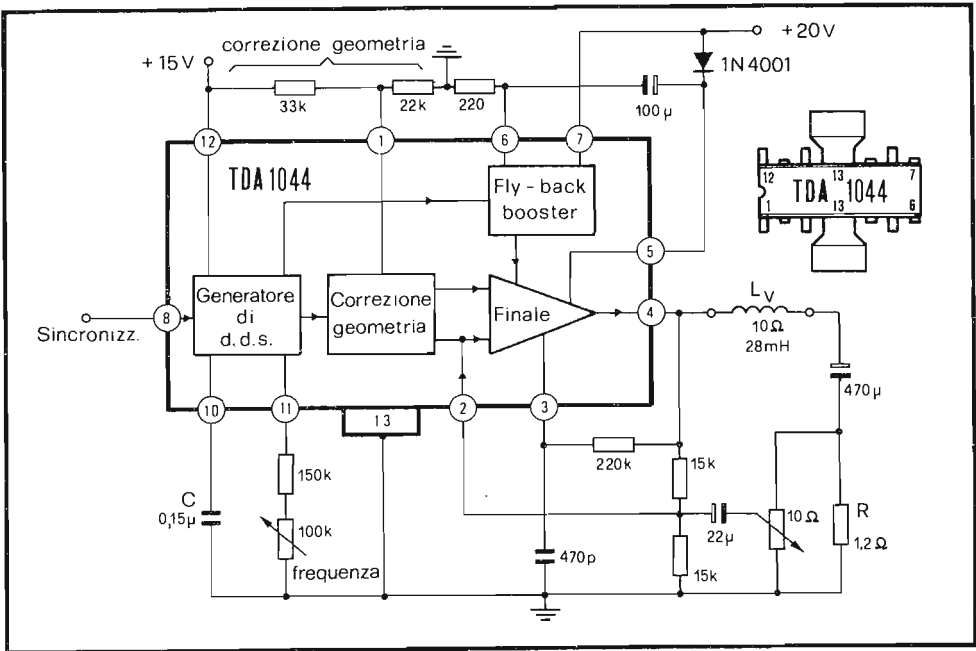 correzione geometria
+15V
+20V
1N4001
33k
22k
220
100µ
12
1
6
7
TDA1044
Fly-back
booster
12
13
7
TDA 1044
1
13
6
5
Generatore
di
d.d.s.
Correzione
geometria
Finale
8
Sincronizz.
4
LV
10Ω
28mH
470µ
10
11
13
2
3
150k
220k
15k
C
0,15µ
100k
22µ
10Ω
R
1,2Ω
frequenza
470p
15k